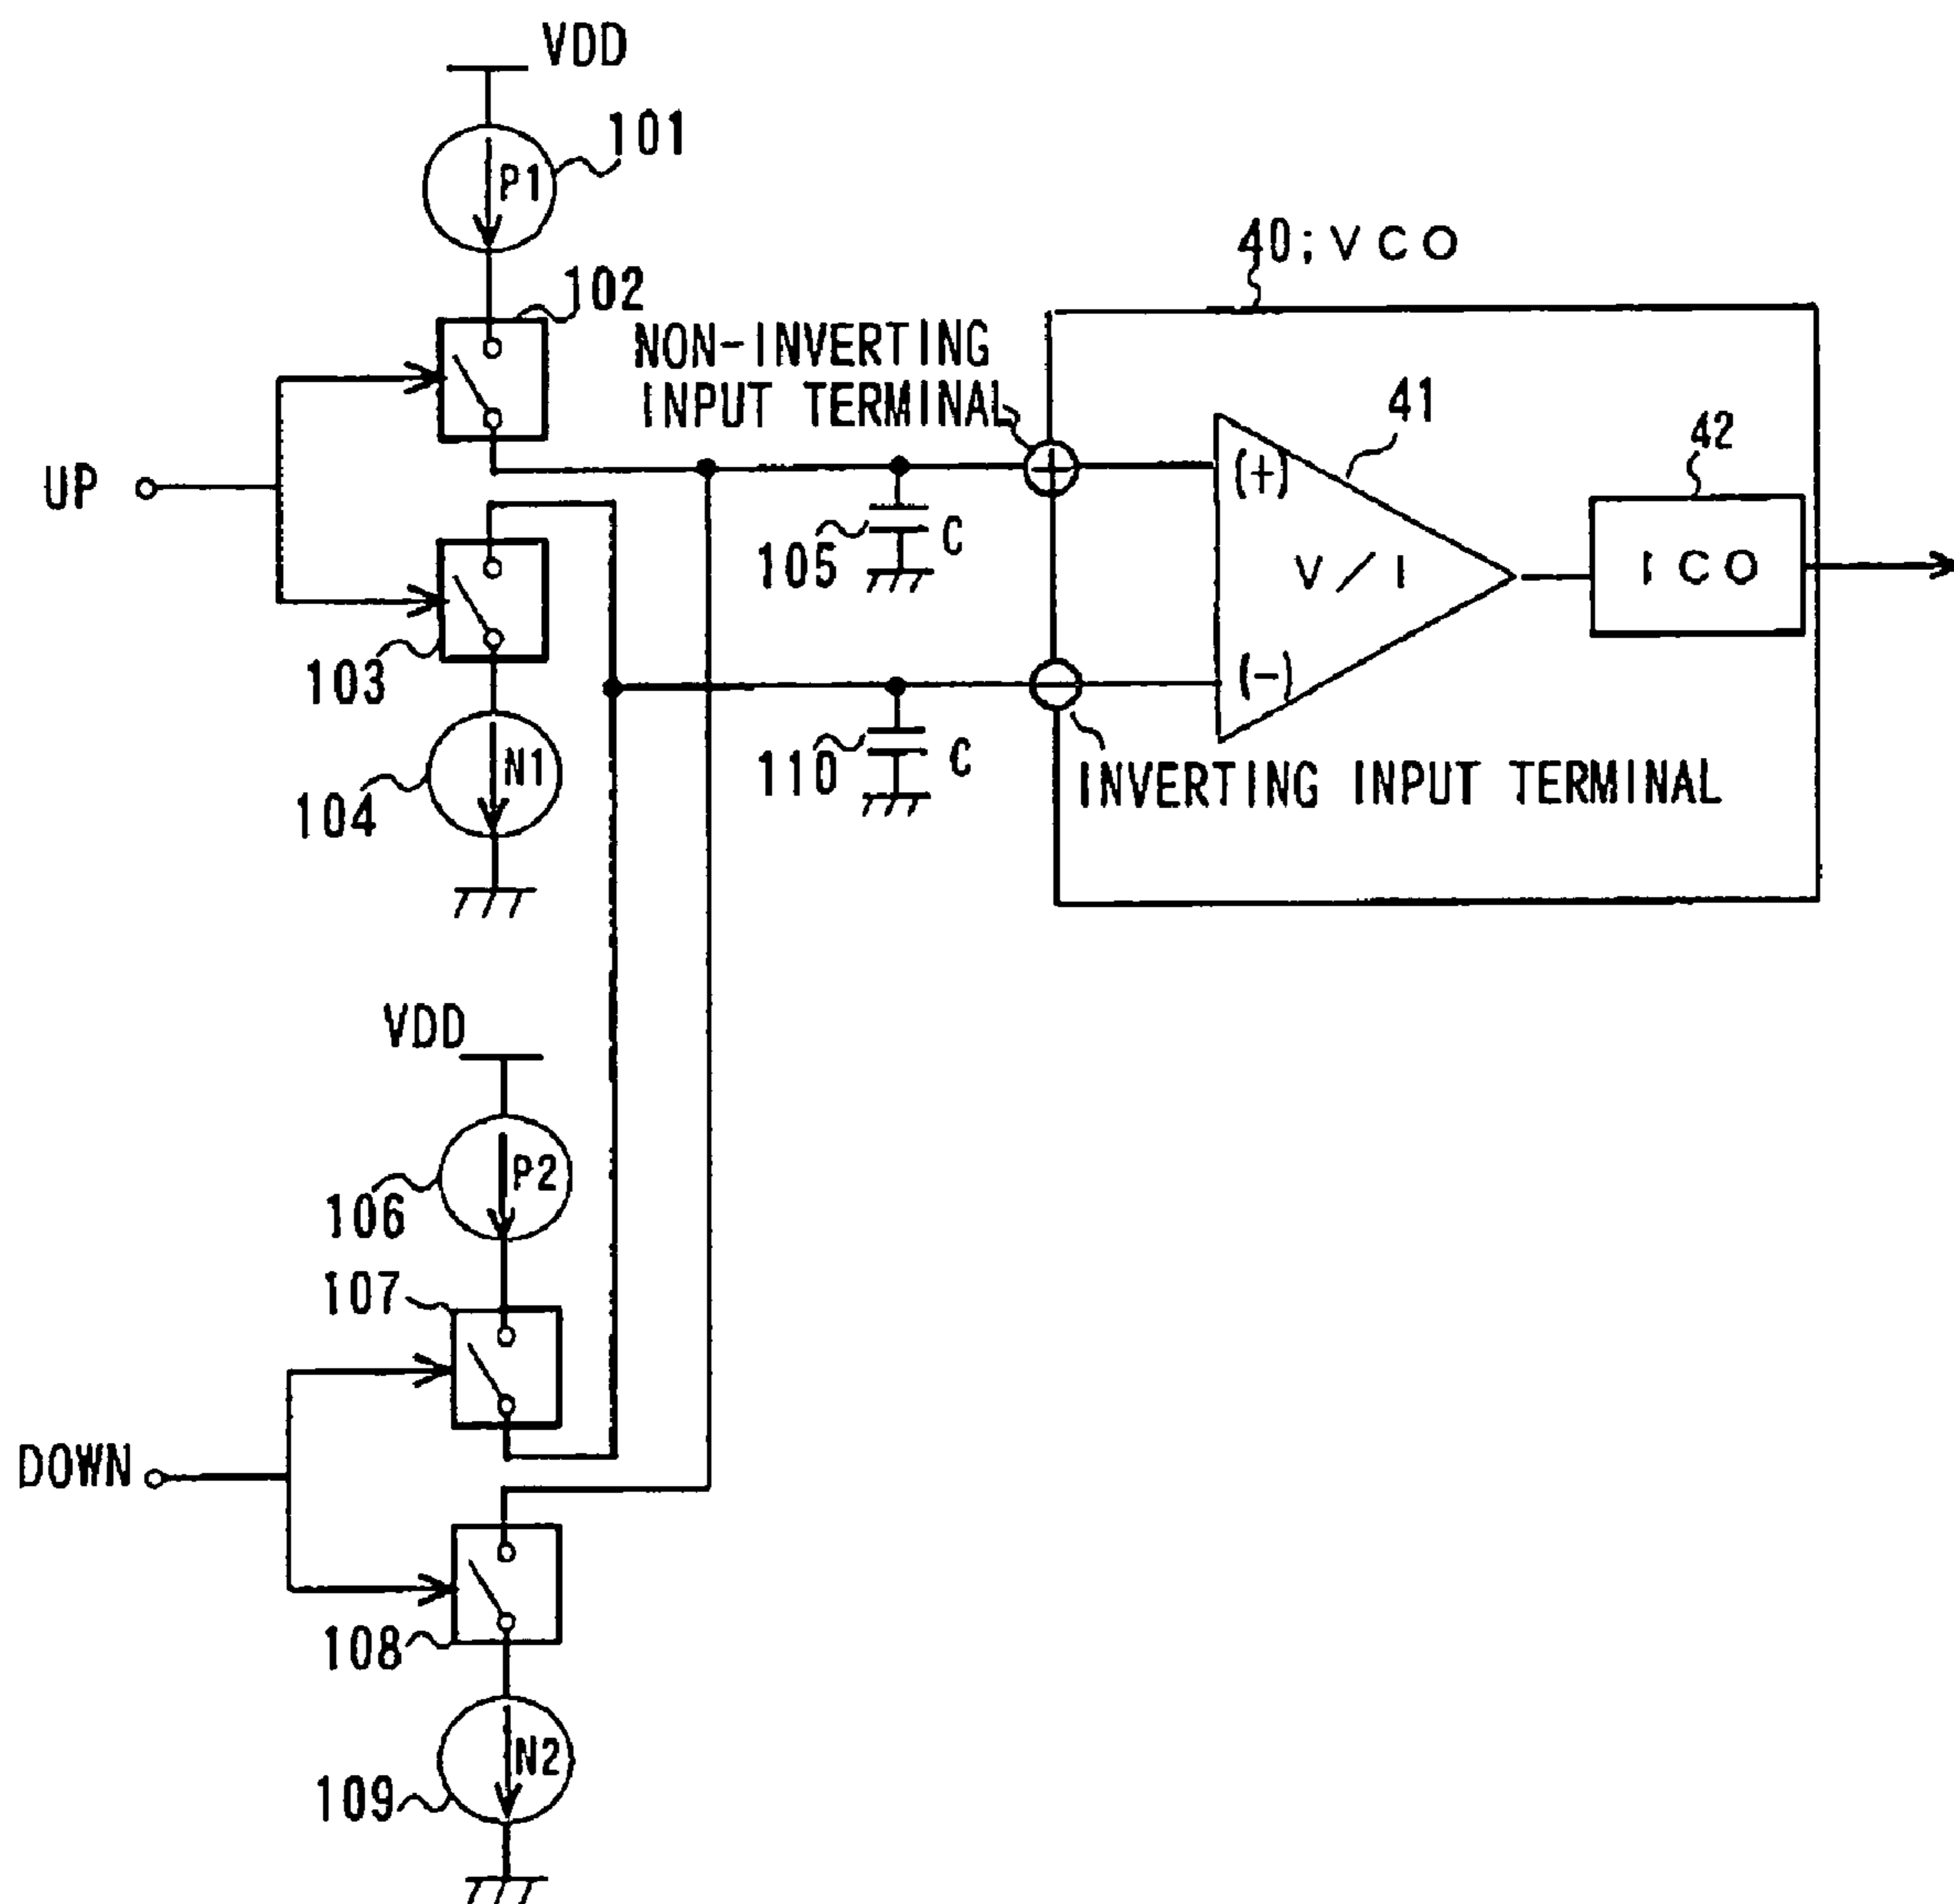 VDD
101
P1
102
40;VCO
NON-INVERTING
INPUT TERMINAL
41
42
UP
(+)
105
C
V/I
ICO
103
(-)
N1
110
C
INVERTING INPUT TERMINAL
104
VDD
P2
106
107
DOWN
108
N2
109